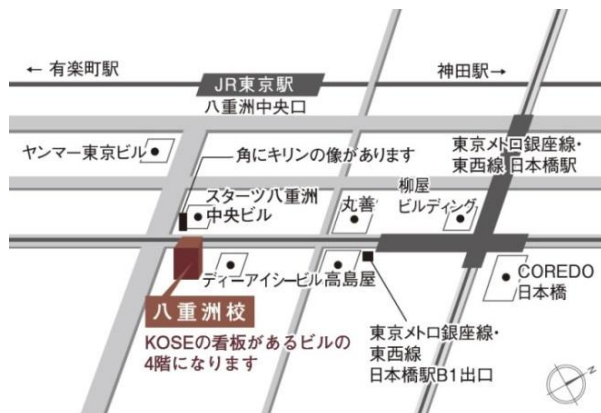 ← 有楽町駅
神田駅→
JR東京駅
八重洲中央口
ヤンマー東京ビル
角にキリンの像があります
東京メトロ銀座線・
東西線 日本橋駅
スターツ八重洲
中央ビル
丸善
柳屋
ビルディング
ディーアイシービル
高島屋
COREDO
日本橋
八重洲校
KOSEの看板があるビルの
4階になります
東京メトロ銀座線・
東西線
日本橋駅B1出口
N